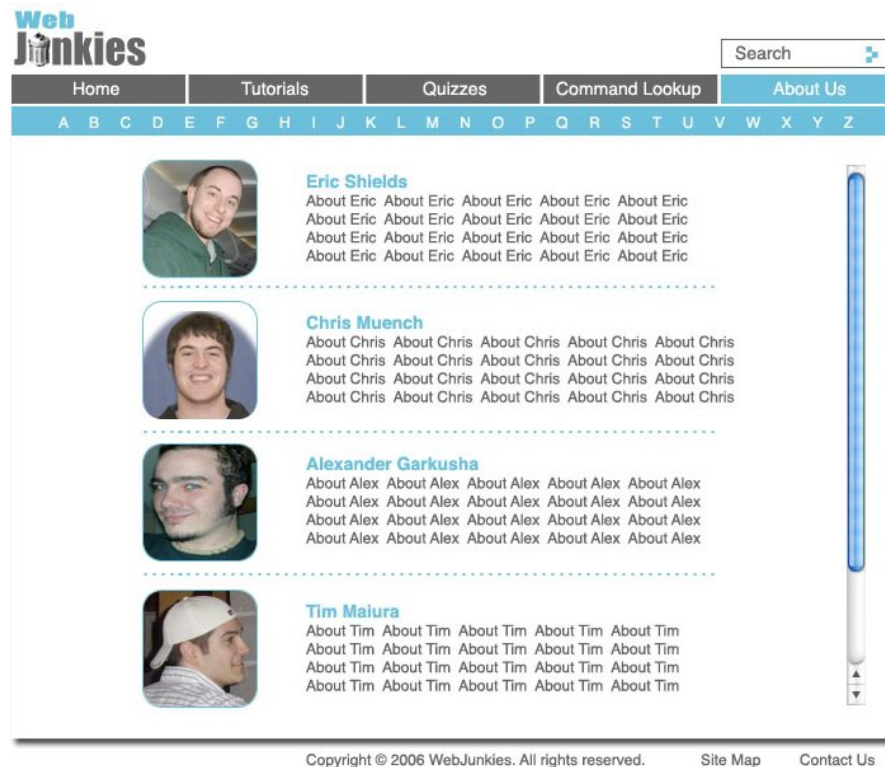 Web
Junkies
Search
Home Tutorials Quizzes Command Lookup About Us
A B C D E F G H I J K L M N O P Q R S T U V W X Y Z
Eric Shields
About Eric About Eric About Eric About Eric About Eric
About Eric About Eric About Eric About Eric About Eric
About Eric About Eric About Eric About Eric About Eric
About Eric About Eric About Eric About Eric About Eric
Chris Muench
About Chris About Chris About Chris About Chris About Chris
About Chris About Chris About Chris About Chris About Chris
About Chris About Chris About Chris About Chris About Chris
About Chris About Chris About Chris About Chris About Chris
Alexander Garkusha
About Alex About Alex About Alex About Alex About Alex
About Alex About Alex About Alex About Alex About Alex
About Alex About Alex About Alex About Alex About Alex
About Alex About Alex About Alex About Alex About Alex
Tim Maiura
About Tim About Tim About Tim About Tim About Tim
About Tim About Tim About Tim About Tim About Tim
About Tim About Tim About Tim About Tim About Tim
About Tim About Tim About Tim About Tim About Tim
Copyright © 2006 WebJunkies. All rights reserved. Site Map Contact Us